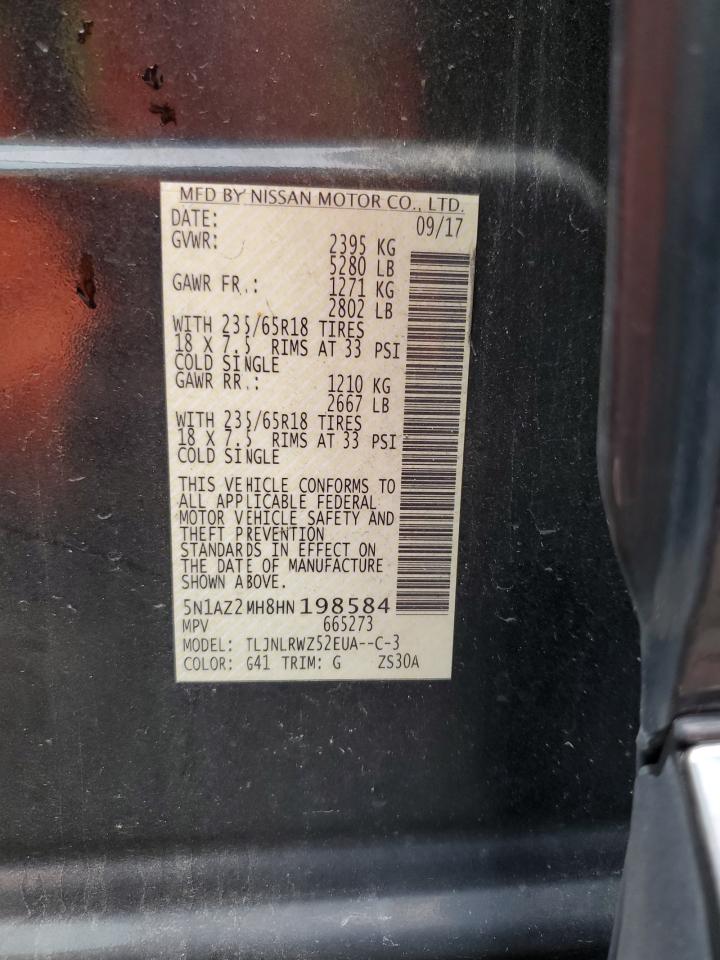 MFD BY NISSAN MOTOR CO., LTD.
DATE: 09/17
GVWR: 2395 KG
5280 LB
GAWR FR.: 1271 KG
2802 LB
WITH 235/65R18 TIRES
18 X 7.5 RIMS AT 33 PSI
COLD SINGLE
GAWR RR.: 1210 KG
2667 LB
WITH 235/65R18 TIRES
18 X 7.5 RIMS AT 33 PSI
COLD SINGLE
THIS VEHICLE CONFORMS TO
ALL APPLICABLE FEDERAL
MOTOR VEHICLE SAFETY AND
THEFT PREVENTION
STANDARDS IN EFFECT ON
THE DATE OF MANUFACTURE
SHOWN ABOVE.
5N1AZ2MH8HN198584
MPV 665273
MODEL: TLJNLRWZ52EUA--C-3
COLOR: G41 TRIM: G ZS30A